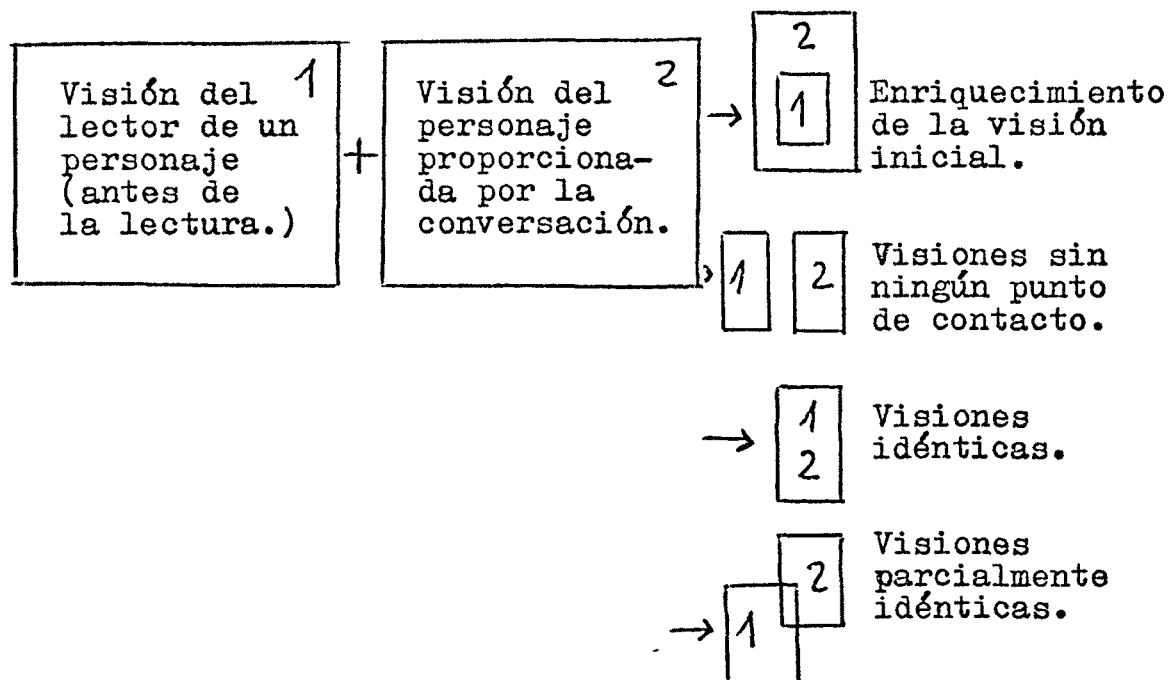 Visión del 1
lector de un
personaje
(antes de
la lectura.)
+
Visión del 2
personaje
proporciona-
da por la
conversación.
→
2
1
Enriquecimiento
de la visión
inicial.
1 2
Visiones sin
ningún punto
de contacto.
→
1
2
Visiones
idénticas.
→
1
2
Visiones
parcialmente
idénticas.